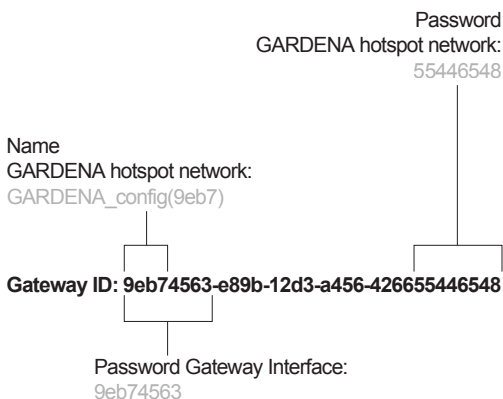 Password
GARDENA hotspot network:
55446548
Name
GARDENA hotspot network:
GARDENA_config(9eb7)
Gateway ID: 9eb74563-e89b-12d3-a456-426655446548
Password Gateway Interface:
9eb74563